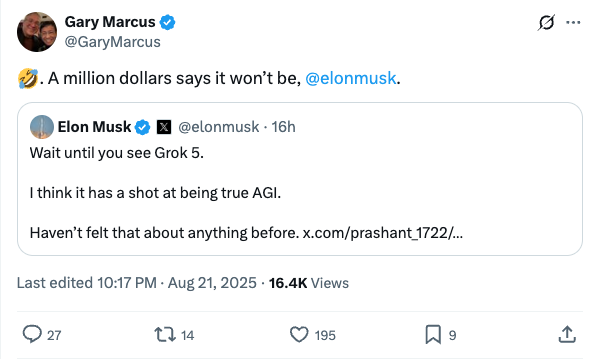 Gary Marcus
@GaryMarcus
🤣. A million dollars says it won’t be, @elonmusk.
Elon Musk @elonmusk · 16h
Wait until you see Grok 5.
I think it has a shot at being true AGI.
Haven’t felt that about anything before. x.com/prashant_1722/…
Last edited 10:17 PM · Aug 21, 2025 · 16.4K Views
27 14 195 9